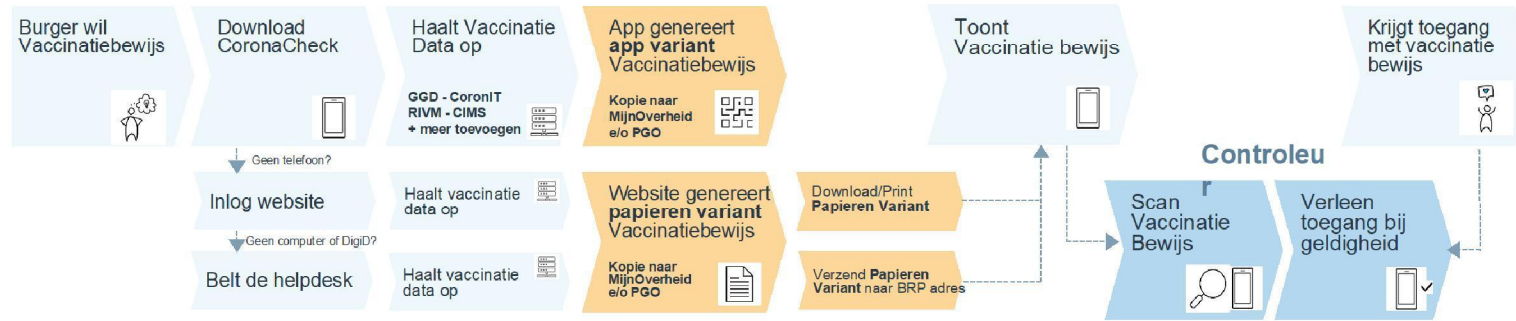 Burger wil
Vaccinatiebewijs
Download
CoronaCheck
Haalt Vaccinatie
Data op
GGD - CoronIT
RIVM - CIMS
+ meer toevoegen
App genereert
app variant
Vaccinatiebewijs
Kopie naar
MijnOverheid
e/o PGO
Toont
Vaccinatie bewijs
Krijgt toegang
met vaccinatie
bewijs
Geen telefoon?
Inlog website
Haalt vaccinatie
data op
Website genereert
papieren variant
Vaccinatiebewijs
Kopie naar
MijnOverheid
e/o PGO
Download/Print
Papieren Variant
Geen computer of DigiD?
Belt de helpdesk
Haalt vaccinatie
data op
Verzend Papieren
Variant naar BRP adres
Controleu
r
Scan
Vaccinatie
Bewijs
Verleen
toegang bij
geldigheid